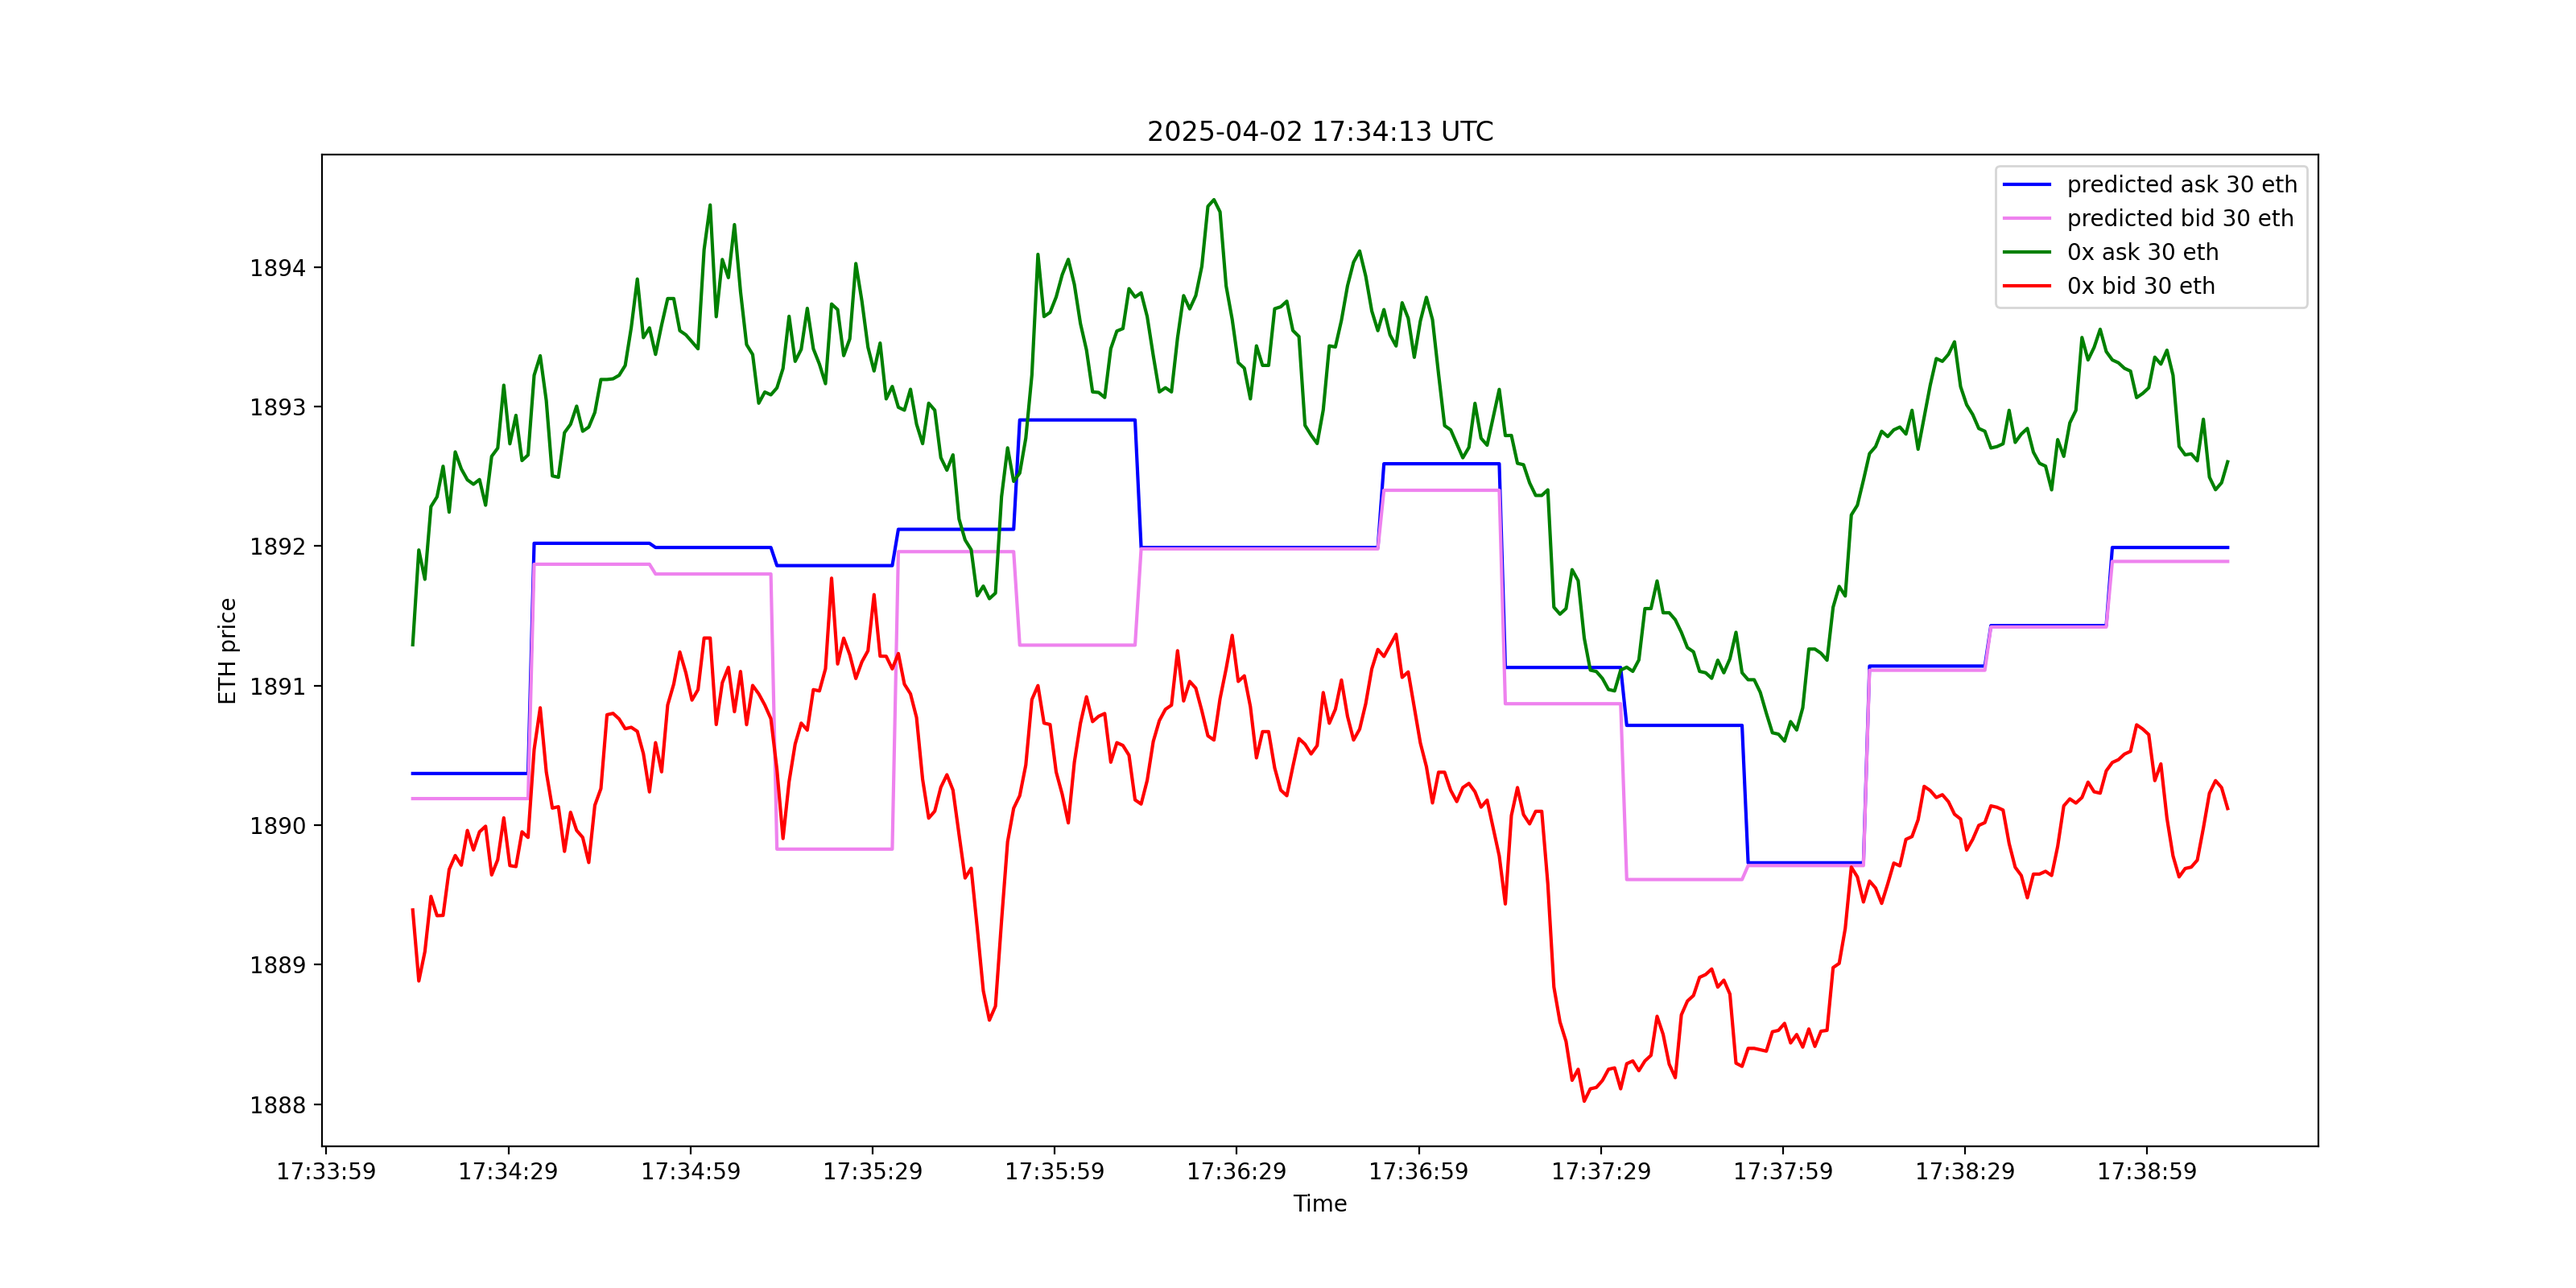 2025-04-02 17:34:13 UTC
predicted ask 30 eth
predicted bid 30 eth
0x ask 30 eth
0x bid 30 eth
1894
1893
1892
1891
1890
1889
1888
ETH price
17:33:59 17:34:29 17:34:59 17:35:29 17:35:59 17:36:29 17:36:59 17:37:29 17:37:59 17:38:29 17:38:59
Time